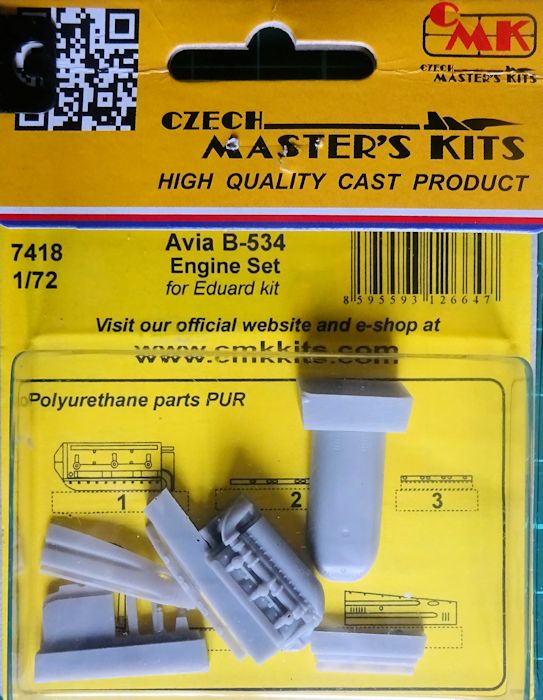 CMK
CZECH
MASTER'S KITS
CZECH
MASTER'S KITS
HIGH QUALITY CAST PRODUCT
7418
1/72
Avia B-534
Engine Set
for Eduard kit
8 595593 126647
Visit our official website and e-shop at
www.cmkkits.com
Polyurethane parts PUR
1
2
3